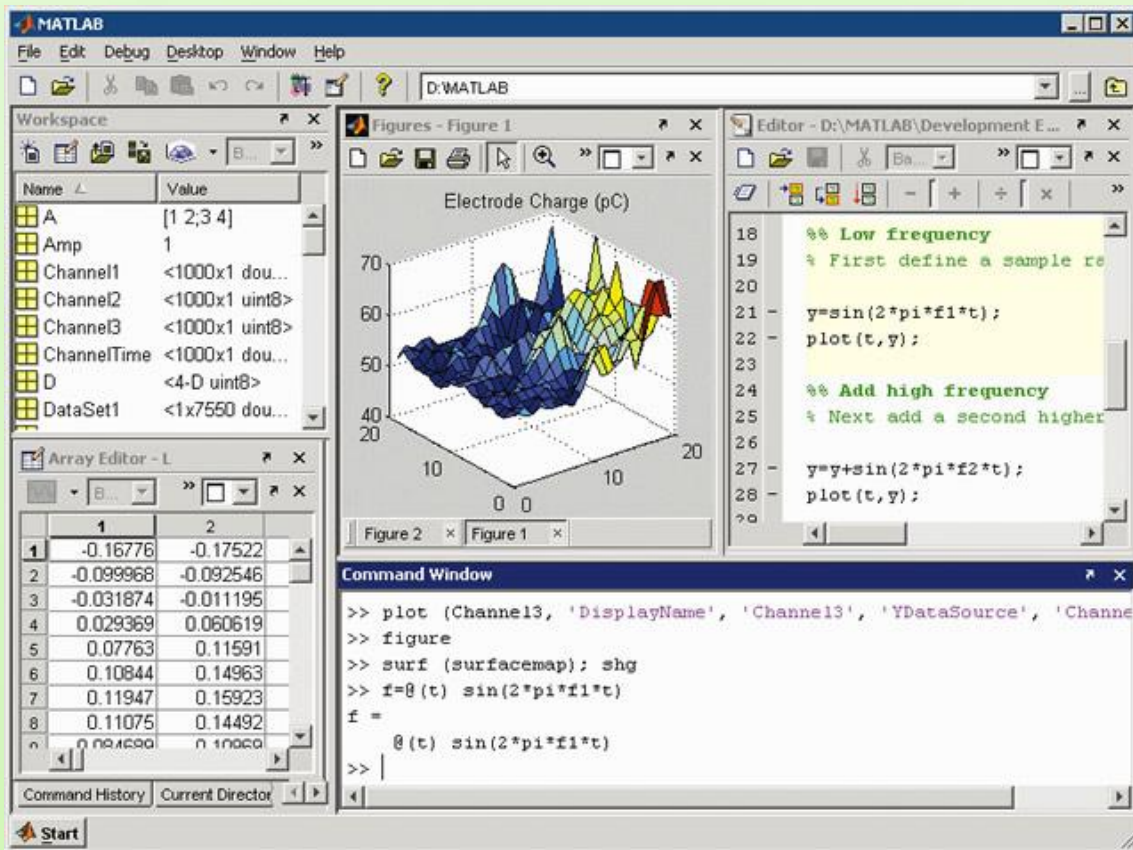 MATLAB
File Edit Debug Desktop Window Help
D:\MATLAB
Workspace
B...
Name Value
A [1 2;3 4]
Amp 1
Channel1 <1000x1 dou...
Channel2 <1000x1 uint8>
Channel3 <1000x1 uint8>
ChannelTime <1000x1 dou...
D <4-D uint8>
DataSet1 <1x7550 dou...
Array Editor - L
B...
1 2
1 -0.16776 -0.17522
2 -0.099968 -0.092546
3 -0.031874 -0.011195
4 0.029369 0.060619
5 0.07763 0.11591
6 0.10844 0.14963
7 0.11947 0.15923
8 0.11075 0.14492
9 0.084689 0.10969
Command History Current Director
Figures - Figure 1
Electrode Charge (pC)
70
60
50
40
20
10
0
0
10
20
Figure 2 Figure 1
Editor - D:\MATLAB\Development E...
Ba...
18 %% Low frequency
19 % First define a sample ra
20
21 - y=sin(2*pi*f1*t);
22 - plot(t,y);
23
24 %% Add high frequency
25 % Next add a second higher
26
27 - y=y+sin(2*pi*f2*t);
28 - plot(t,y);
29
Command Window
>> plot (Channel3, 'DisplayName', 'Channel3', 'YDataSource', 'Channe
>> figure
>> surf (surfacemap); shg
>> f=@(t) sin(2*pi*f1*t)
f =
@(t) sin(2*pi*f1*t)
>>
Start